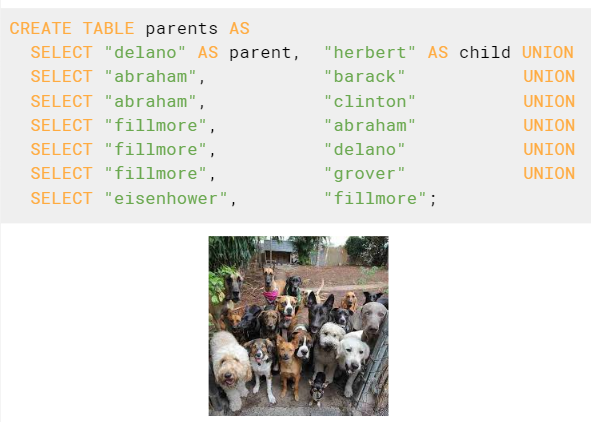 CREATE TABLE parents AS
SELECT "delano" AS parent, "herbert" AS child UNION
SELECT "abraham", "barack" UNION
SELECT "abraham", "clinton" UNION
SELECT "fillmore", "abraham" UNION
SELECT "fillmore", "delano" UNION
SELECT "fillmore", "grover" UNION
SELECT "eisenhower", "fillmore";